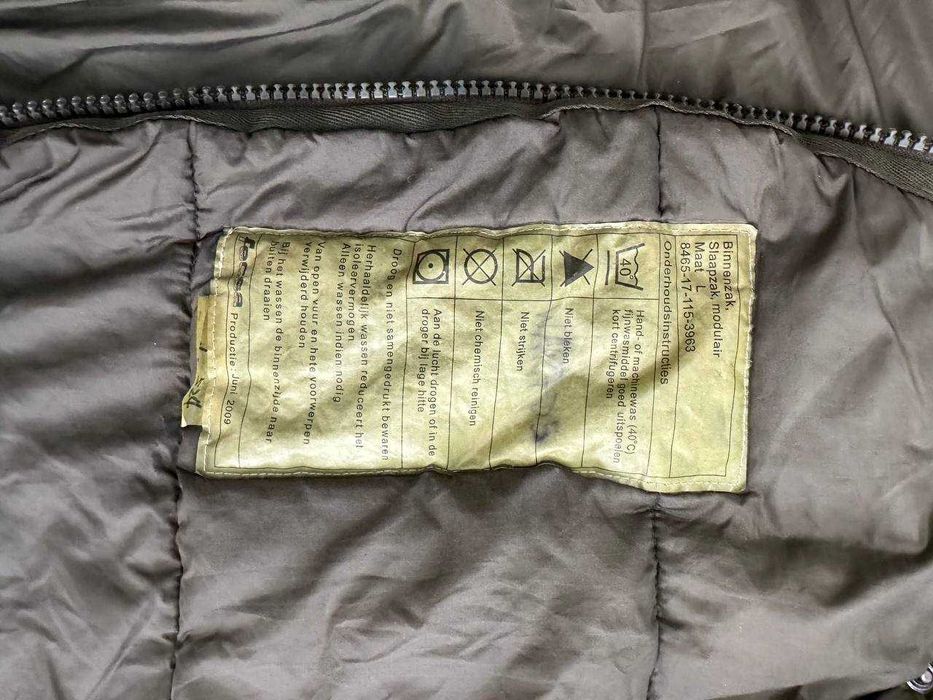 Binnenzak,
Slaapzak, modulair
Maat L
8465-17-115-3963
Onderhoudsinstructies
40°
Hand- of machinewas (40°C)
fijnwasmiddel goed uitspoelen
kort centrifugeren
Niet bleken
Niet strijken
Niet chemisch reinigen
Aan de lucht drogen of in de
droger bij lage hitte
Droog en niet samengedrukt bewaren
Herhaaldelijk wassen reduceert het
isoleervermogen.
Alleen wassen indien nodig
Van open vuur en hete voorwerpen
verwijderd houden
Bij het wassen de binnenzijde naar
buiten draaien
Productie: Juni 2009